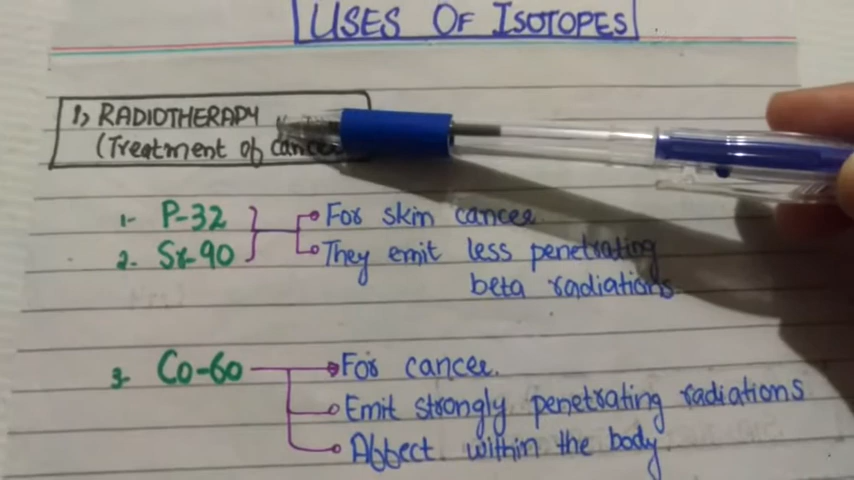 USES OF ISOTOPES
1, RADIOTHERAPY
(Treatment of cancer
1- P-32
For skin cancer.
2- Sr-90
They emit less penetrating
beta radiations.
3- Co-60
For cancer.
Emit strongly penetrating radiations
Affect within the body.